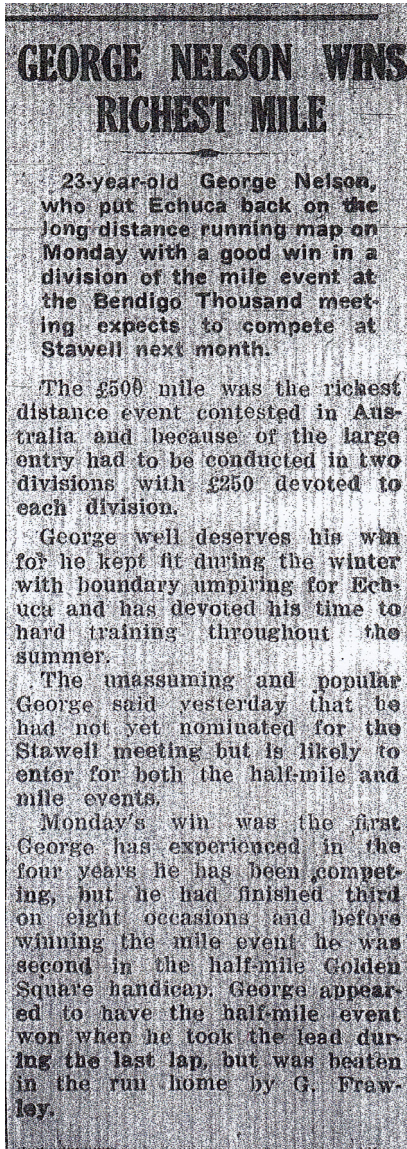 GEORGE NELSON WINS
RICHEST MILE
23-year-old George Nelson,
who put Echuca back on the
long distance running map on
Monday with a good win in a
division of the mile event at
the Bendigo Thousand meet-
ing expects to compete at
Stawell next month.
The £500 mile was the richest
distance event contested in Aus-
tralia and because of the large
entry had to be conducted in two
divisions with £250 devoted to
each division.
George well deserves his win
for he kept fit during the winter
with boundary umpiring for Ech-
uca and has devoted his time to
hard training throughout the
summer.
The unassuming and popular
George said yesterday that he
had not yet nominated for the
Stawell meeting but is likely to
enter for both the half-mile and
mile events.
Monday's win was the first
George has experienced in the
four years he has been compet-
ing, but he had finished third
on eight occasions and before
winning the mile event he was
second in the half-mile Golden
Square handicap. George appear-
ed to have the half-mile event
won when he took the lead dur-
ing the last lap, but was beaten
in the run home by G. Fraw-
ley.